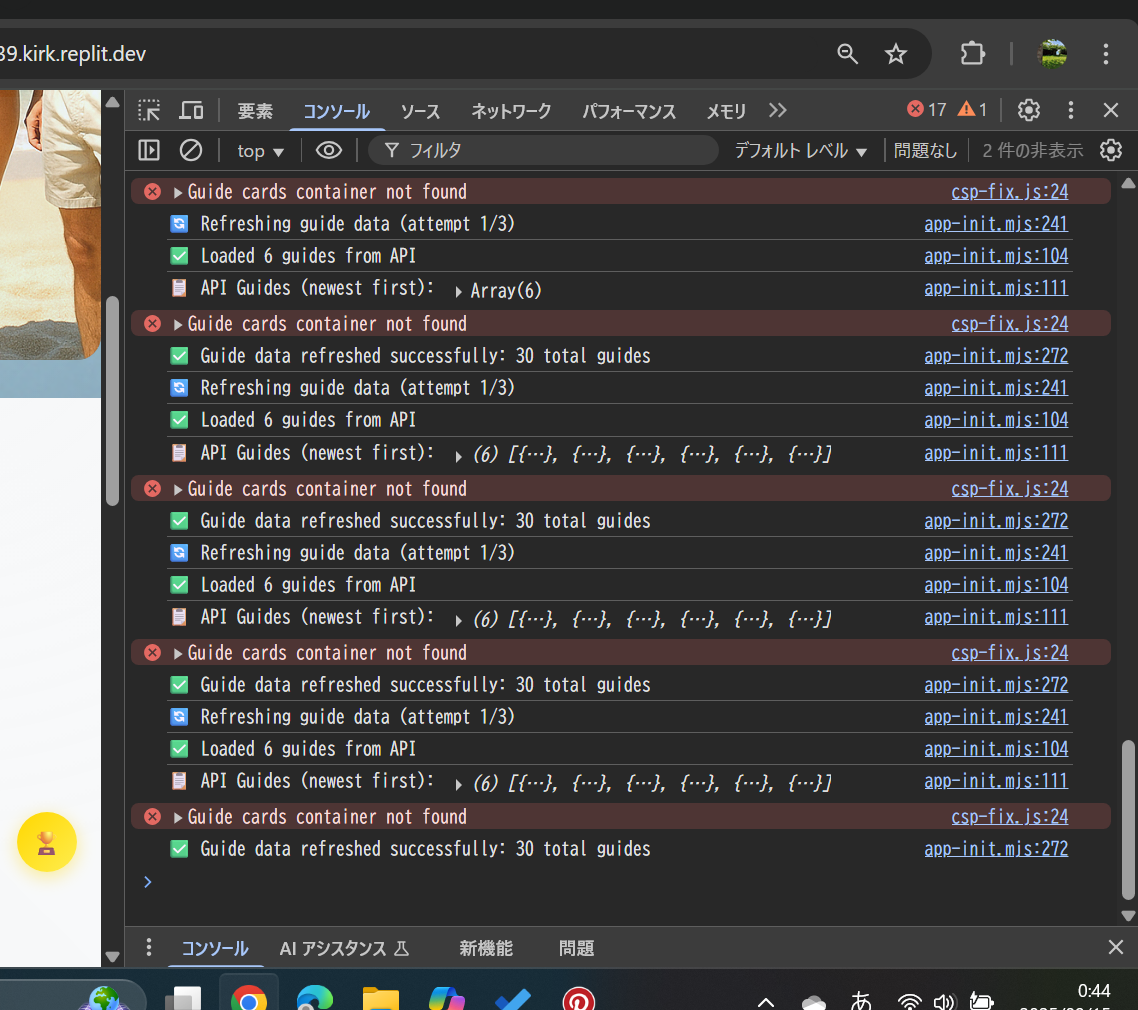 39.kirk.replit.dev
要素 コンソール ソース ネットワーク パフォーマンス メモリ 17 1
top フィルタ デフォルト レベル 問題なし 2 件の非表示
Guide cards container not found csp-fix.js:24
Refreshing guide data (attempt 1/3) app-init.mjs:241
Loaded 6 guides from API app-init.mjs:104
API Guides (newest first): Array(6) app-init.mjs:111
Guide cards container not found csp-fix.js:24
Guide data refreshed successfully: 30 total guides app-init.mjs:272
Refreshing guide data (attempt 1/3) app-init.mjs:241
Loaded 6 guides from API app-init.mjs:104
API Guides (newest first): (6) [{…}, {…}, {…}, {…}, {…}, {…}] app-init.mjs:111
Guide cards container not found csp-fix.js:24
Guide data refreshed successfully: 30 total guides app-init.mjs:272
Refreshing guide data (attempt 1/3) app-init.mjs:241
Loaded 6 guides from API app-init.mjs:104
API Guides (newest first): (6) [{…}, {…}, {…}, {…}, {…}, {…}] app-init.mjs:111
Guide cards container not found csp-fix.js:24
Guide data refreshed successfully: 30 total guides app-init.mjs:272
Refreshing guide data (attempt 1/3) app-init.mjs:241
Loaded 6 guides from API app-init.mjs:104
API Guides (newest first): (6) [{…}, {…}, {…}, {…}, {…}, {…}] app-init.mjs:111
Guide cards container not found csp-fix.js:24
Guide data refreshed successfully: 30 total guides app-init.mjs:272
コンソール AI アシスタンス 新機能 問題
あ 0:44